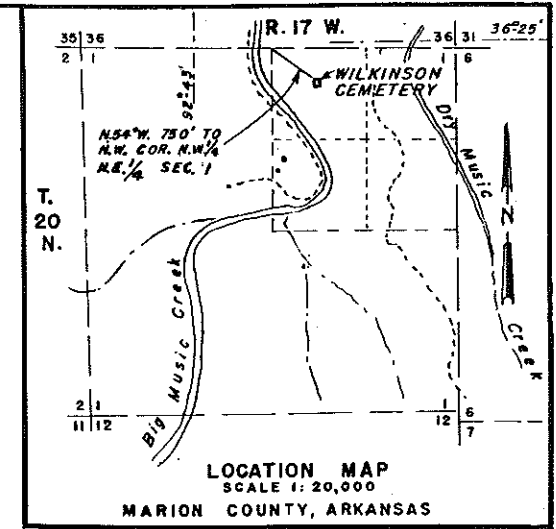 R. 17 W.
35 36
2 1
36 31
1 6
36°25'
92°45'
WILKINSON
CEMETERY
N.54°W. 750' TO
N.W. COR. N.W.¼
N.E.¼ SEC. 1
Dry Music Creek
T.
20
N.
N
Big Music Creek
2 1
11 12
1 6
12 7
LOCATION MAP
SCALE 1: 20,000
MARION COUNTY, ARKANSAS